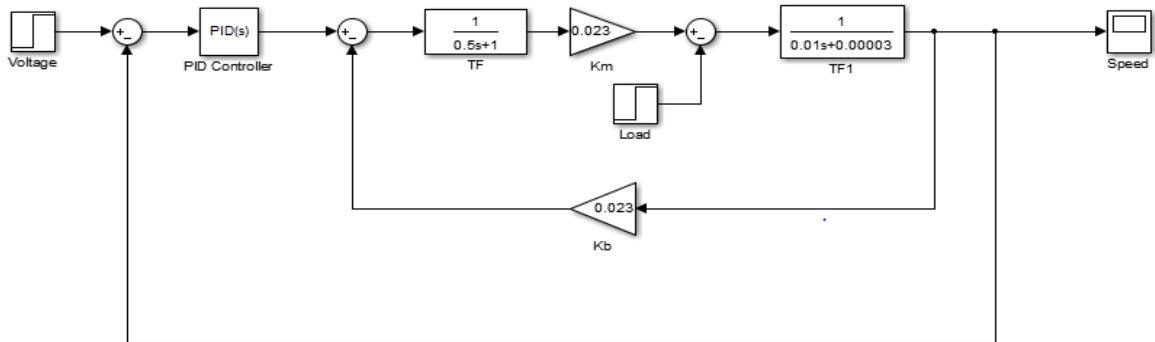 Voltage
+
−
PID(s)
PID Controller
+
−
1
0.5s+1
TF
0.023
Km
+
−
1
0.01s+0.00003
TF1
Speed
Load
0.023
Kb